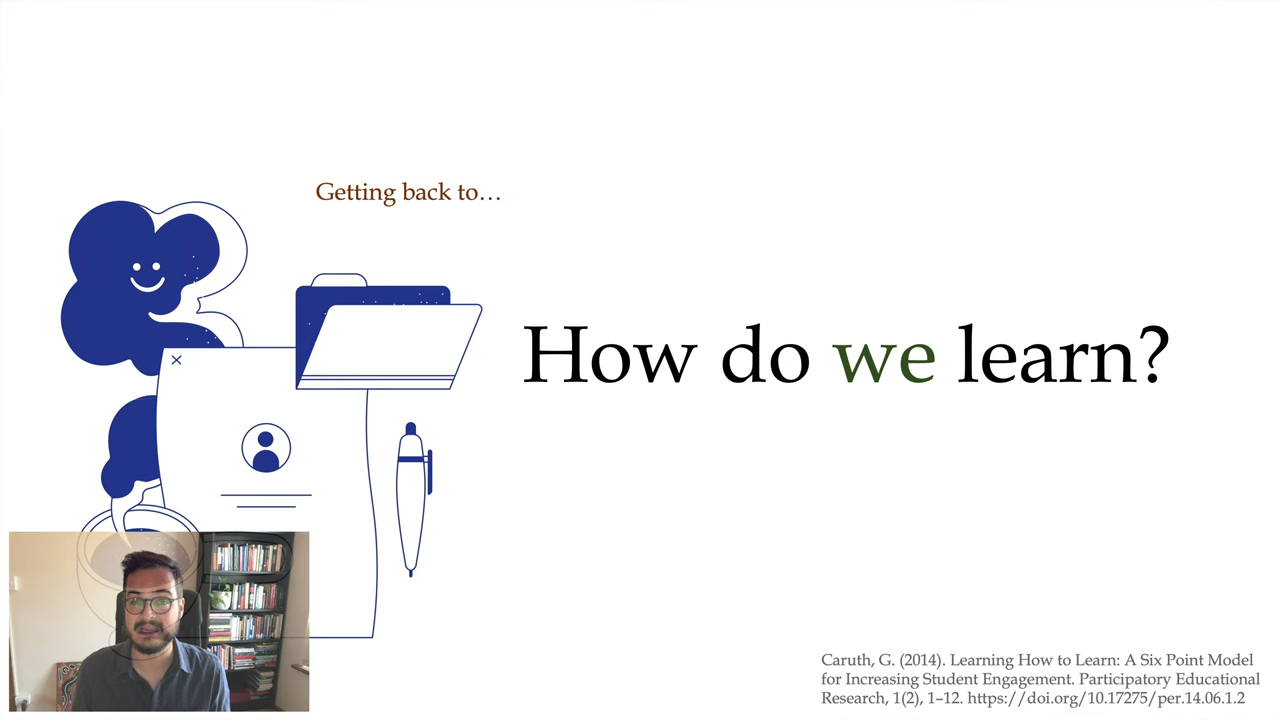 Getting back to…
How do we learn?
Caruth, G. (2014). Learning How to Learn: A Six Point Model
for Increasing Student Engagement. Participatory Educational
Research, 1(2), 1–12. https://doi.org/10.17275/per.14.06.1.2